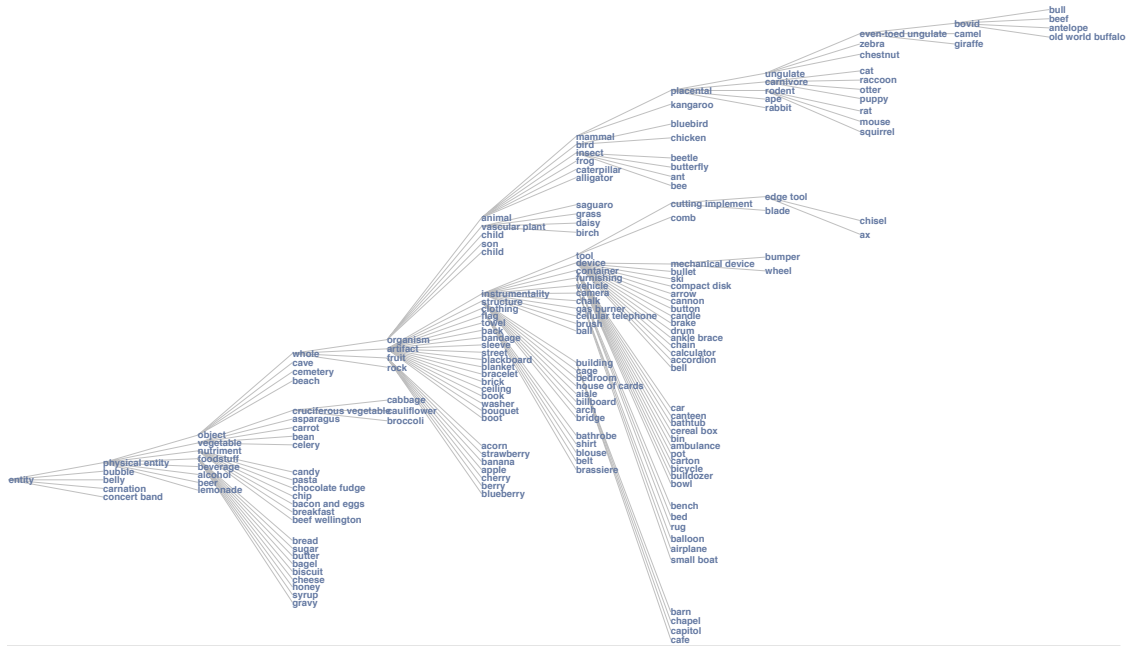 entity
physical entity
bubble
belly
carnation
concert band
object
vegetable
nutriment
foodstuff
beverage
alcohol
beer
lemonade
whole
cave
cemetery
beach
cruciferous vegetable
asparagus
carrot
bean
celery
candy
pasta
chocolate fudge
chip
bacon and eggs
breakfast
beef wellington
bread
sugar
butter
bagel
biscuit
cheese
honey
syrup
gravy
organism
artifact
fruit
rock
cabbage
cauliflower
broccoli
animal
vascular plant
child
son
child
instrumentality
structure
clothing
flag
towel
back
bandage
sleeve
street
blackboard
blanket
bracelet
brick
ceiling
book
washer
bouquet
boot
acorn
strawberry
banana
apple
cherry
berry
blueberry
mammal
bird
insect
frog
caterpillar
alligator
saguaro
grass
daisy
birch
tool
device
container
furnishing
vehicle
camera
chalk
gas burner
cellular telephone
brush
ball
building
cage
bedroom
house of cards
aisle
billboard
arch
bridge
bathrobe
shirt
blouse
belt
brassiere
placental
kangaroo
bluebird
chicken
beetle
butterfly
ant
bee
cutting implement
comb
mechanical device
bullet
ski
compact disk
arrow
cannon
button
candle
brake
drum
ankle brace
chain
calculator
accordion
bell
car
canteen
bathtub
cereal box
bin
ambulance
pot
carton
bicycle
bulldozer
bowl
bench
bed
rug
balloon
airplane
small boat
barn
chapel
capitol
cafe
ungulate
carnivore
rodent
ape
rabbit
edge tool
blade
bumper
wheel
even-toed ungulate
zebra
chestnut
cat
raccoon
otter
puppy
rat
mouse
squirrel
chisel
ax
bovid
camel
giraffe
bull
beef
antelope
old world buffalo